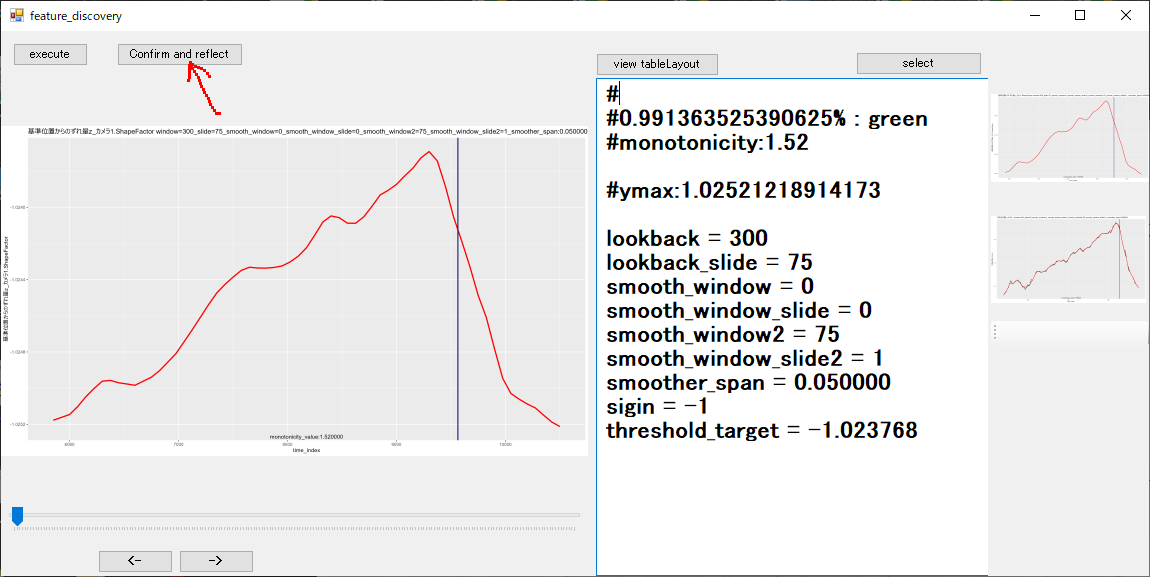 feature_discovery
execute
Confirm and reflect
view tableLayout
select
基準位置からのずれ量z_カメラ1.ShapeFactor window=300_slide=75_smooth_window=0_smooth_window_slide=0_smooth_window2=75_smooth_window_slide2=1_smoother_span:0.050000
基準位置からのずれ量z_カメラ1.ShapeFactor
-1.0240
-1.0244
-1.0248
-1.0252
6000
7000
8000
9000
10000
monotonicity_value:1.520000
time_index
<-
->
#
#0.991363525390625% : green
#monotonicity:1.52
#ymax:1.02521218914173
lookback = 300
lookback_slide = 75
smooth_window = 0
smooth_window_slide = 0
smooth_window2 = 75
smooth_window_slide2 = 1
smoother_span = 0.050000
sigin = -1
threshold_target = -1.023768